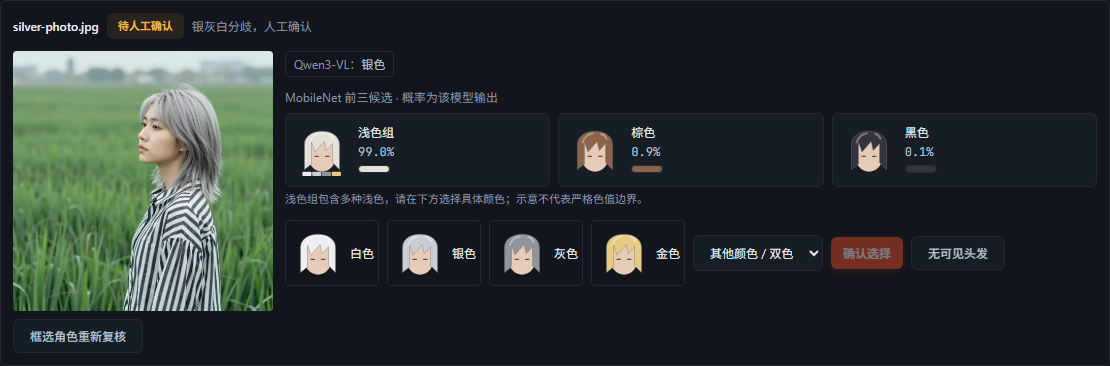 silver-photo.jpg 待人工确认 银灰白分歧，人工确认
Qwen3-VL：银色
MobileNet 前三候选 · 概率为该模型输出
浅色组
99.0%
棕色
0.9%
黑色
0.1%
浅色组包含多种浅色，请在下方选择具体颜色；示意不代表严格色值边界。
白色 银色 灰色 金色 其他颜色 / 双色 确认选择 无可见头发
框选角色重新复核